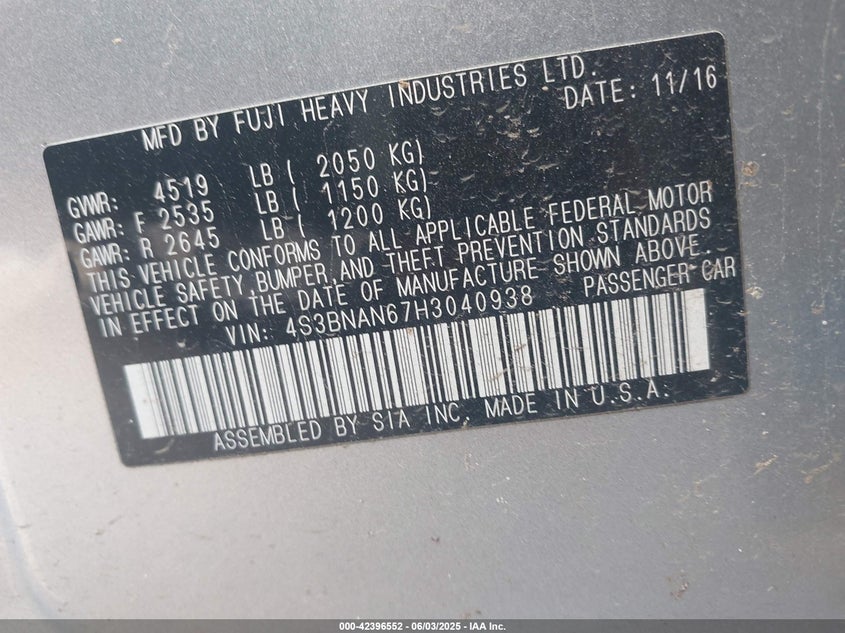 MFD BY FUJI HEAVY INDUSTRIES LTD.
DATE: 11/16
GVWR: 4519 LB ( 2050 KG)
GAWR: F 2535 LB ( 1150 KG)
GAWR: R 2645 LB ( 1200 KG)
THIS VEHICLE CONFORMS TO ALL APPLICABLE FEDERAL MOTOR
VEHICLE SAFETY, BUMPER, AND THEFT PREVENTION STANDARDS
IN EFFECT ON THE DATE OF MANUFACTURE SHOWN ABOVE.
VIN: 4S3BNAN67H3040938 PASSENGER CAR
ASSEMBLED BY SIA INC. MADE IN U.S.A.
000-42396552 - 06/03/2025 - IAA Inc.